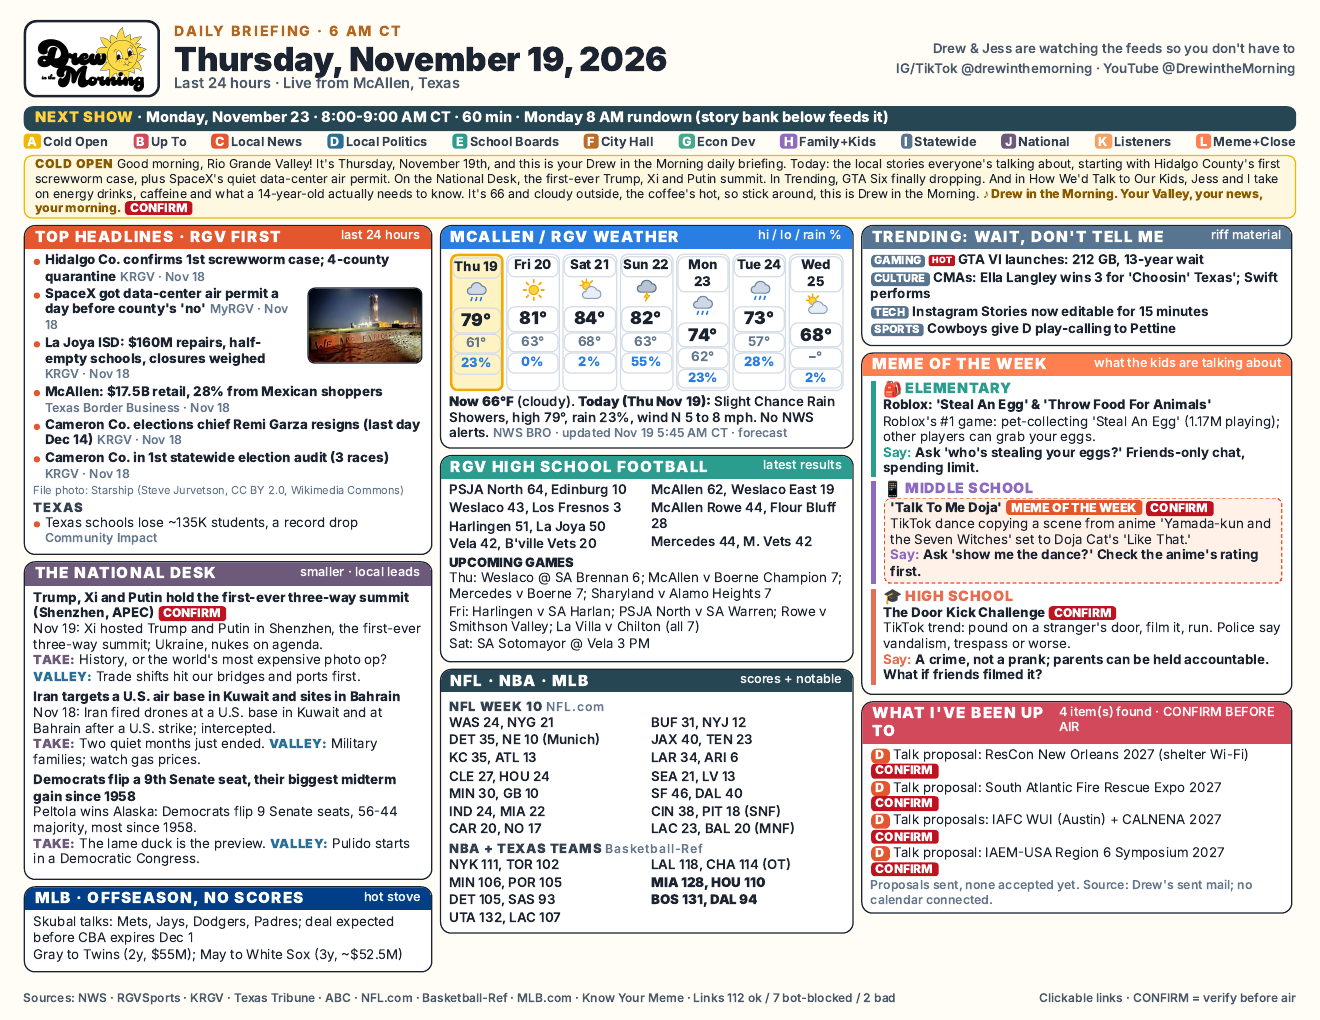 Drew in the Morning
DAILY BRIEFING · 6 AM CT
Thursday, November 19, 2026
Last 24 hours · Live from McAllen, Texas
Drew & Jess are watching the feeds so you don't have to
IG/TikTok @drewinthemorning · YouTube @DrewintheMorning
NEXT SHOW · Monday, November 23 · 8:00-9:00 AM CT · 60 min · Monday 8 AM rundown (story bank below feeds it)
A Cold Open B Up To C Local News D Local Politics E School Boards F City Hall G Econ Dev H Family+Kids I Statewide J National K Listeners L Meme+Close
COLD OPEN Good morning, Rio Grande Valley! It's Thursday, November 19th, and this is your Drew in the Morning daily briefing. Today: the local stories everyone's talking about, starting with Hidalgo County's first
screwworm case, plus SpaceX's quiet data-center air permit. On the National Desk, the first-ever Trump, Xi and Putin summit. In Trending, GTA Six finally dropping. And in How We'd Talk to Our Kids, Jess and I take
on energy drinks, caffeine and what a 14-year-old actually needs to know. It's 66 and cloudy outside, the coffee's hot, so stick around, this is Drew in the Morning. ♪ Drew in the Morning. Your Valley, your news,
your morning. CONFIRM
TOP HEADLINES · RGV FIRST last 24 hours
• Hidalgo Co. confirms 1st screwworm case; 4-county
quarantine KRGV · Nov 18
• SpaceX got data-center air permit a
day before county's 'no' MyRGV · Nov
18
• La Joya ISD: $160M repairs, half-
empty schools, closures weighed
KRGV · Nov 18
• McAllen: $17.5B retail, 28% from Mexican shoppers
Texas Border Business · Nov 18
• Cameron Co. elections chief Remi Garza resigns (last day
Dec 14) KRGV · Nov 18
• Cameron Co. in 1st statewide election audit (3 races)
KRGV · Nov 18
File photo: Starship (Steve Jurvetson, CC BY 2.0, Wikimedia Commons)
TEXAS
• Texas schools lose ~135K students, a record drop
Community Impact
THE NATIONAL DESK smaller · local leads
Trump, Xi and Putin hold the first-ever three-way summit
(Shenzhen, APEC) CONFIRM
Nov 19: Xi hosted Trump and Putin in Shenzhen, the first-ever
three-way summit; Ukraine, nukes on agenda.
TAKE: History, or the world's most expensive photo op?
VALLEY: Trade shifts hit our bridges and ports first.
Iran targets a U.S. air base in Kuwait and sites in Bahrain
Nov 18: Iran fired drones at a U.S. base in Kuwait and at
Bahrain after a U.S. strike; intercepted.
TAKE: Two quiet months just ended. VALLEY: Military
families; watch gas prices.
Democrats flip a 9th Senate seat, their biggest midterm
gain since 1958
Peltola wins Alaska: Democrats flip 9 Senate seats, 56-44
majority, most since 1958.
TAKE: The lame duck is the preview. VALLEY: Pulido starts
in a Democratic Congress.
MLB · OFFSEASON, NO SCORES hot stove
Skubal talks: Mets, Jays, Dodgers, Padres; deal expected
before CBA expires Dec 1
Gray to Twins (2y, $55M); May to White Sox (3y, ~$52.5M)
MCALLEN / RGV WEATHER hi / lo / rain %
Thu 19 Fri 20 Sat 21 Sun 22 Mon 23 Tue 24 Wed 25
79° 81° 84° 82° 74° 73° 68°
61° 63° 68° 63° 62° 57° –°
23% 0% 2% 55% 23% 28% 2%
Now 66°F (cloudy). Today (Thu Nov 19): Slight Chance Rain
Showers, high 79°, rain 23%, wind N 5 to 8 mph. No NWS
alerts. NWS BRO · updated Nov 19 5:45 AM CT · forecast
RGV HIGH SCHOOL FOOTBALL latest results
PSJA North 64, Edinburg 10
Weslaco 43, Los Fresnos 3
Harlingen 51, La Joya 50
Vela 42, B'ville Vets 20
McAllen 62, Weslaco East 19
McAllen Rowe 44, Flour Bluff
28
Mercedes 44, M. Vets 42
UPCOMING GAMES
Thu: Weslaco @ SA Brennan 6; McAllen v Boerne Champion 7;
Mercedes v Boerne 7; Sharyland v Alamo Heights 7
Fri: Harlingen v SA Harlan; PSJA North v SA Warren; Rowe v
Smithson Valley; La Villa v Chilton (all 7)
Sat: SA Sotomayor @ Vela 3 PM
NFL · NBA · MLB scores + notable
NFL WEEK 10 NFL.com
WAS 24, NYG 21 BUF 31, NYJ 12
DET 35, NE 10 (Munich) JAX 40, TEN 23
KC 35, ATL 13 LAR 34, ARI 6
CLE 27, HOU 24 SEA 21, LV 13
MIN 30, GB 10 SF 46, DAL 40
IND 24, MIA 22 CIN 38, PIT 18 (SNF)
CAR 20, NO 17 LAC 23, BAL 20 (MNF)
NBA + TEXAS TEAMS Basketball-Ref
NYK 111, TOR 102 LAL 118, CHA 114 (OT)
MIN 106, POR 105 MIA 128, HOU 110
DET 105, SAS 93 BOS 131, DAL 94
UTA 132, LAC 107
TRENDING: WAIT, DON'T TELL ME riff material
GAMING HOT GTA VI launches: 212 GB, 13-year wait
CULTURE CMAs: Ella Langley wins 3 for 'Choosin' Texas'; Swift
performs
TECH Instagram Stories now editable for 15 minutes
SPORTS Cowboys give D play-calling to Pettine
MEME OF THE WEEK what the kids are talking about
ELEMENTARY
Roblox: 'Steal An Egg' & 'Throw Food For Animals'
Roblox's #1 game: pet-collecting 'Steal An Egg' (1.17M playing);
other players can grab your eggs.
Say: Ask 'who's stealing your eggs?' Friends-only chat,
spending limit.
MIDDLE SCHOOL
'Talk To Me Doja' MEME OF THE WEEK CONFIRM
TikTok dance copying a scene from anime 'Yamada-kun and
the Seven Witches' set to Doja Cat's 'Like That.'
Say: Ask 'show me the dance?' Check the anime's rating
first.
HIGH SCHOOL
The Door Kick Challenge CONFIRM
TikTok trend: pound on a stranger's door, film it, run. Police say
vandalism, trespass or worse.
Say: A crime, not a prank; parents can be held accountable.
What if friends filmed it?
WHAT I'VE BEEN UP TO 4 item(s) found · CONFIRM BEFORE AIR
D Talk proposal: ResCon New Orleans 2027 (shelter Wi-Fi)
CONFIRM
D Talk proposal: South Atlantic Fire Rescue Expo 2027
CONFIRM
D Talk proposals: IAFC WUI (Austin) + CALNENA 2027
CONFIRM
D Talk proposal: IAEM-USA Region 6 Symposium 2027
CONFIRM
Proposals sent, none accepted yet. Source: Drew's sent mail; no
calendar connected.
Sources: NWS · RGVSports · KRGV · Texas Tribune · ABC · NFL.com · Basketball-Ref · MLB.com · Know Your Meme · Links 112 ok / 7 bot-blocked / 2 bad
Clickable links · CONFIRM = verify before air